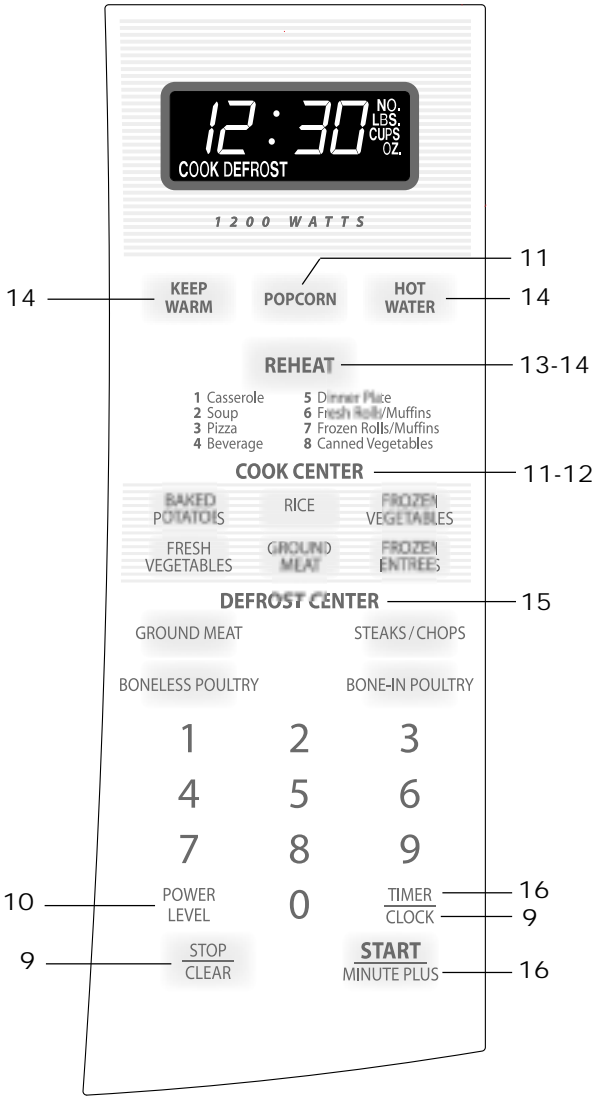 12:30
NO.
LBS.
CUPS
OZ.
COOK DEFROST
1200 WATTS
11
14
KEEP
WARM
POPCORN
HOT
WATER
14
REHEAT
13-14
1 Casserole
2 Soup
3 Pizza
4 Beverage
5 Dinner Plate
6 Fresh Rolls/Muffins
7 Frozen Rolls/Muffins
8 Canned Vegetables
COOK CENTER
11-12
BAKED
POTATOES
RICE
FROZEN
VEGETABLES
FRESH
VEGETABLES
GROUND
MEAT
FROZEN
ENTREES
DEFROST CENTER
15
GROUND MEAT
STEAKS/CHOPS
BONELESS POULTRY
BONE-IN POULTRY
1 2 3
4 5 6
7 8 9
10
POWER
LEVEL
0
TIMER
CLOCK
16
9
9
STOP
CLEAR
START
MINUTE PLUS
16